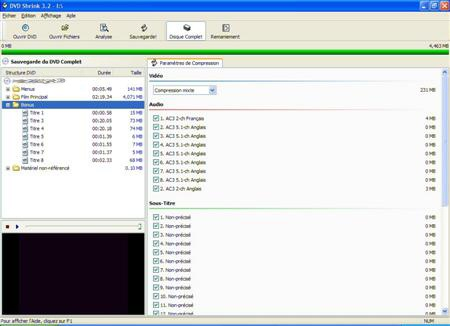 DVD Shrink 3.2 - I:\
Fichier Edition Affichage Aide
Ouvrir DVD Ouvrir Fichiers Analyse Sauvegarde! Disque Complet Remaniement
0 MB 4,463 MB
Sauvegarde du DVD Complet
Structure DVD Durée Taille
Menus 00:05.49 141 MB
Film Principal 02:19.34 4,071 MB
Bonus
Titre 1 00:00.58 15 MB
Titre 3 00:20.05 73 MB
Titre 4 00:20.18 74 MB
Titre 5 00:01.39 6 MB
Titre 6 00:01.55 7 MB
Titre 7 00:01.38 5 MB
Titre 8 00:02.33 68 MB
Matériel non-référencé 0.10 MB
Paramètres de Compression
Vidéo
Compression mixte 231 MB
Audio
1. AC3 2-ch Français 4 MB
2. AC3 5.1-ch Anglais 0 MB
3. AC3 5.1-ch Anglais 0 MB
4. AC3 5.1-ch Anglais 0 MB
5. AC3 5.1-ch Anglais 0 MB
6. AC3 5.1-ch Anglais 0 MB
7. AC3 5.1-ch Anglais 0 MB
8. AC3 5.1-ch Anglais 0 MB
2. AC3 2-ch Anglais 3 MB
Sous-Titre
1. Non-précisé 0 MB
2. Non-précisé 0 MB
3. Non-précisé 0 MB
4. Non-précisé 0 MB
5. Non-précisé 0 MB
6. Non-précisé 0 MB
7. Non-précisé 0 MB
8. Non-précisé 0 MB
9. Non-précisé 0 MB
10. Non-précisé 0 MB
11. Non-précisé 0 MB
12. Non-précisé 0 MB
Pour afficher l'Aide, cliquez sur F1 NUM